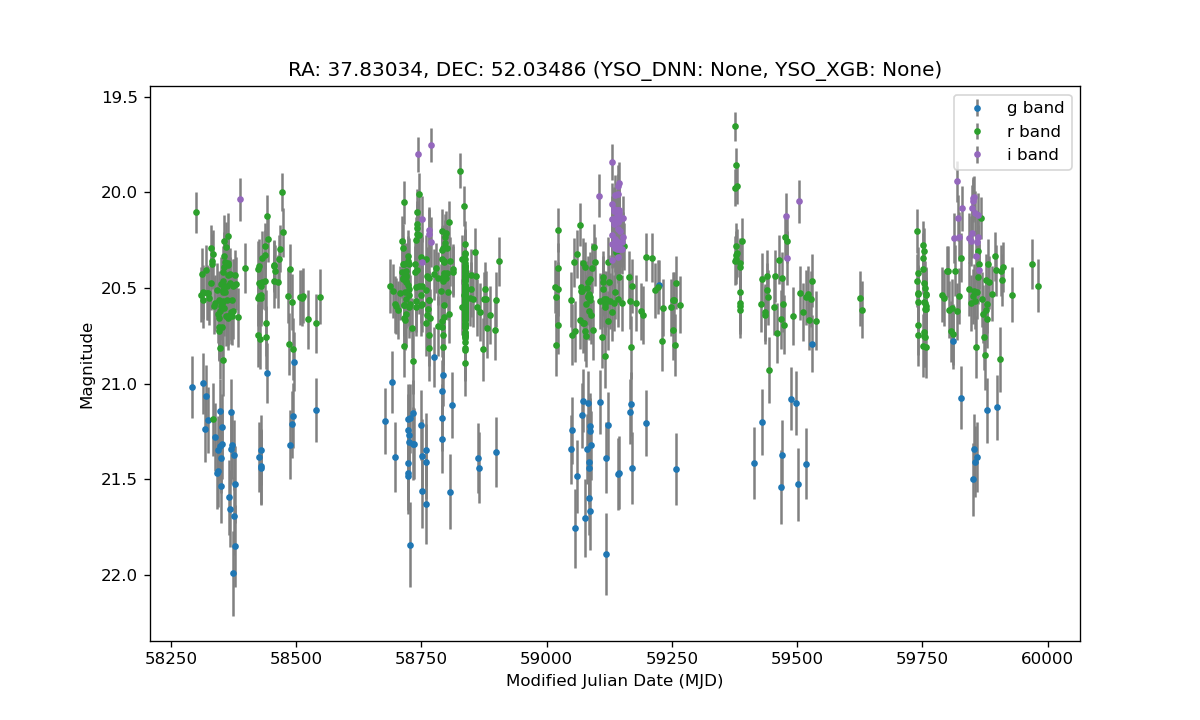 RA: 37.83034, DEC: 52.03486 (YSO_DNN: None, YSO_XGB: None)
g band
r band
i band
19.5
20.0
20.5
21.0
21.5
22.0
Magnitude
58250 58500 58750 59000 59250 59500 59750 60000
Modified Julian Date (MJD)